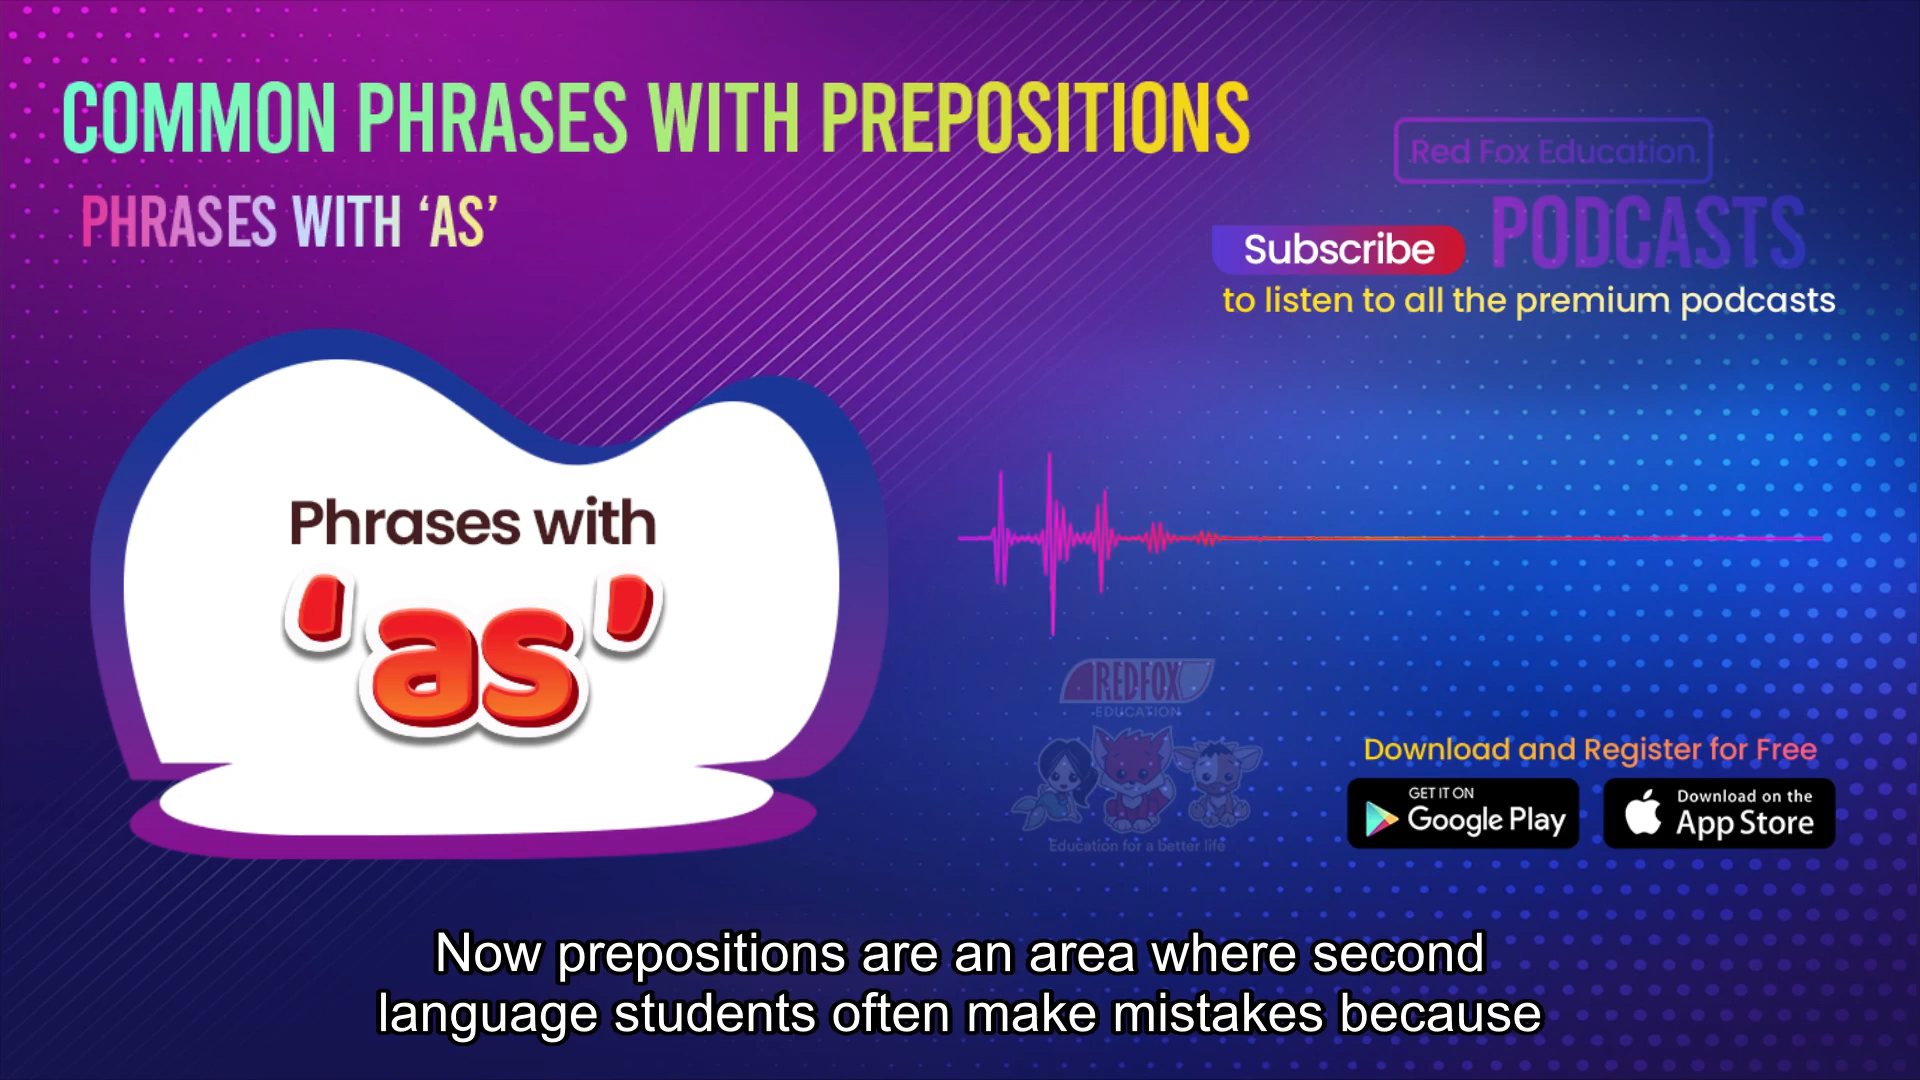 COMMON PHRASES WITH PREPOSITIONS
PHRASES WITH ‘AS’
Red Fox Education
PODCASTS
Subscribe
to listen to all the premium podcasts
Phrases with
'as'
REDFOX
EDUCATION
Education for a better life
Download and Register for Free
GET IT ON
Google Play
Download on the
App Store
Now prepositions are an area where second
language students often make mistakes because